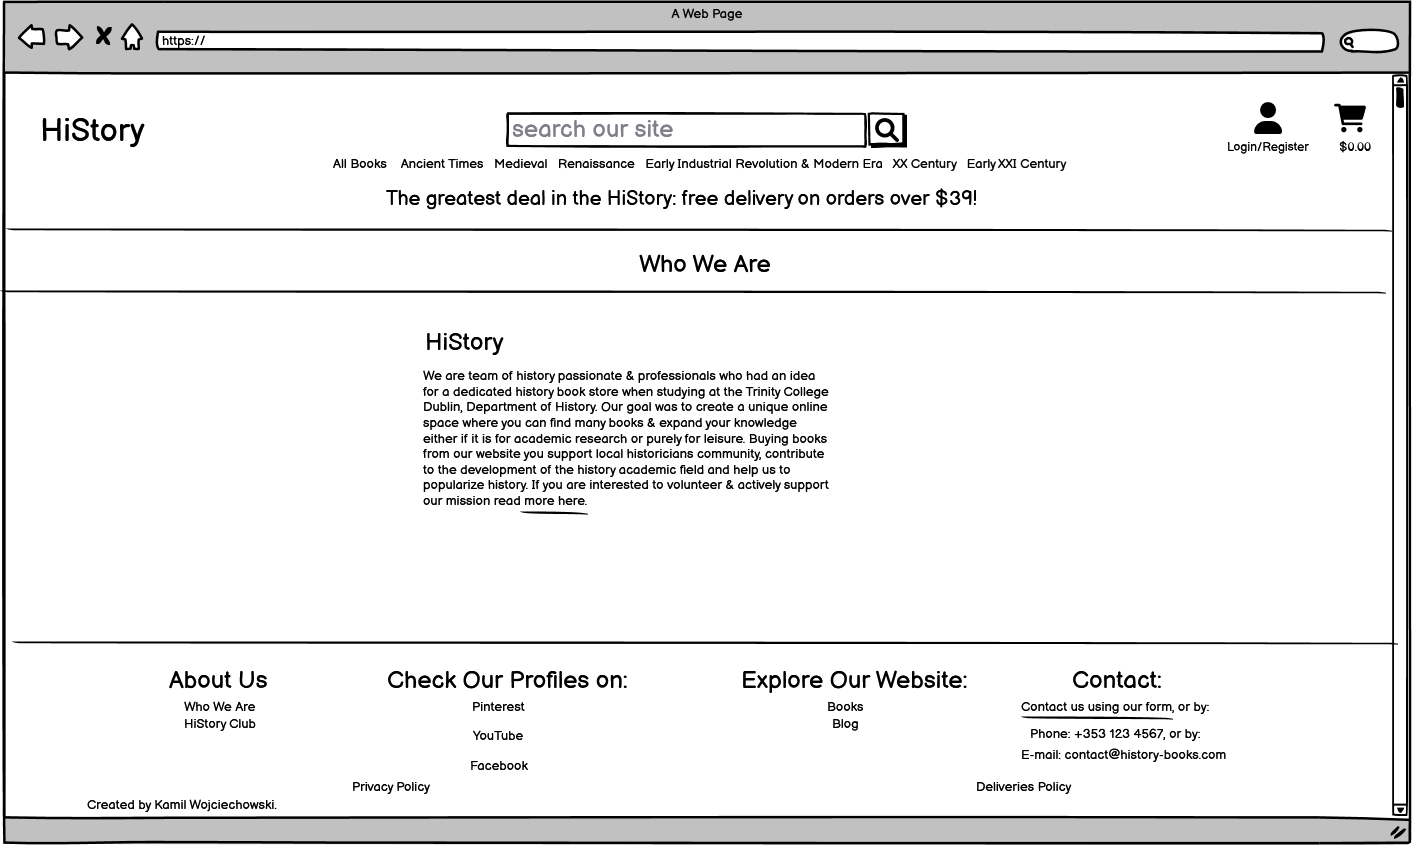 A Web Page
https://
HiStory
search our site
Login/Register
$0.00
All Books Ancient Times Medieval Renaissance Early Industrial Revolution & Modern Era XX Century Early XXI Century
The greatest deal in the HiStory: free delivery on orders over $39!
Who We Are
HiStory
We are team of history passionate & professionals who had an idea
for a dedicated history book store when studying at the Trinity College
Dublin, Department of History. Our goal was to create a unique online
space where you can find many books & expand your knowledge
either if it is for academic research or purely for leisure. Buying books
from our website you support local historicians community, contribute
to the development of the history academic field and help us to
popularize history. If you are interested to volunteer & actively support
our mission read more here.
About Us
Who We Are
HiStory Club
Check Our Profiles on:
Pinterest
YouTube
Facebook
Explore Our Website:
Books
Blog
Contact:
Contact us using our form, or by:
Phone: +353 123 4567, or by:
E-mail: contact@history-books.com
Privacy Policy
Deliveries Policy
Created by Kamil Wojciechowski.